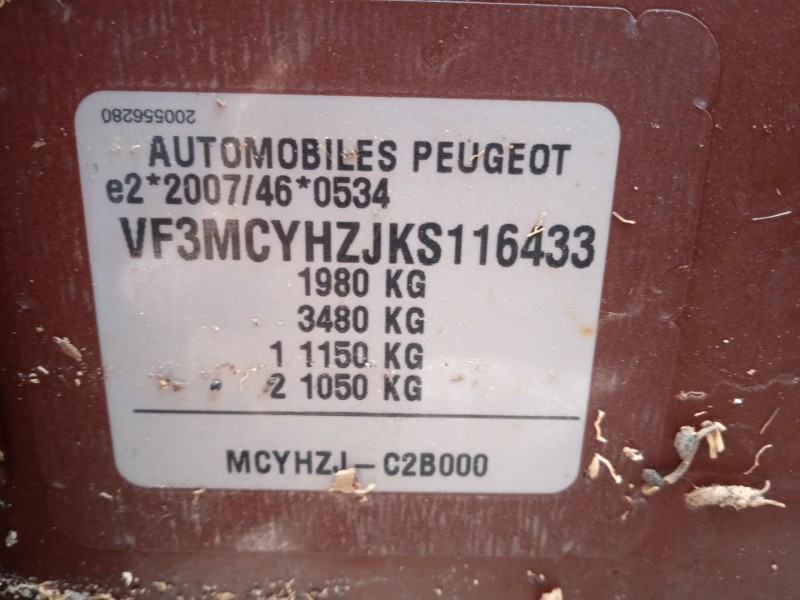 200556280
AUTOMOBILES PEUGEOT
e2*2007/46*0534
VF3MCYHZJKS116433
1980 KG
3480 KG
1 1150 KG
2 1050 KG
MCYHZJ-C2B000